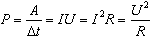 P = A/Δt = IU = I²R = U²/R